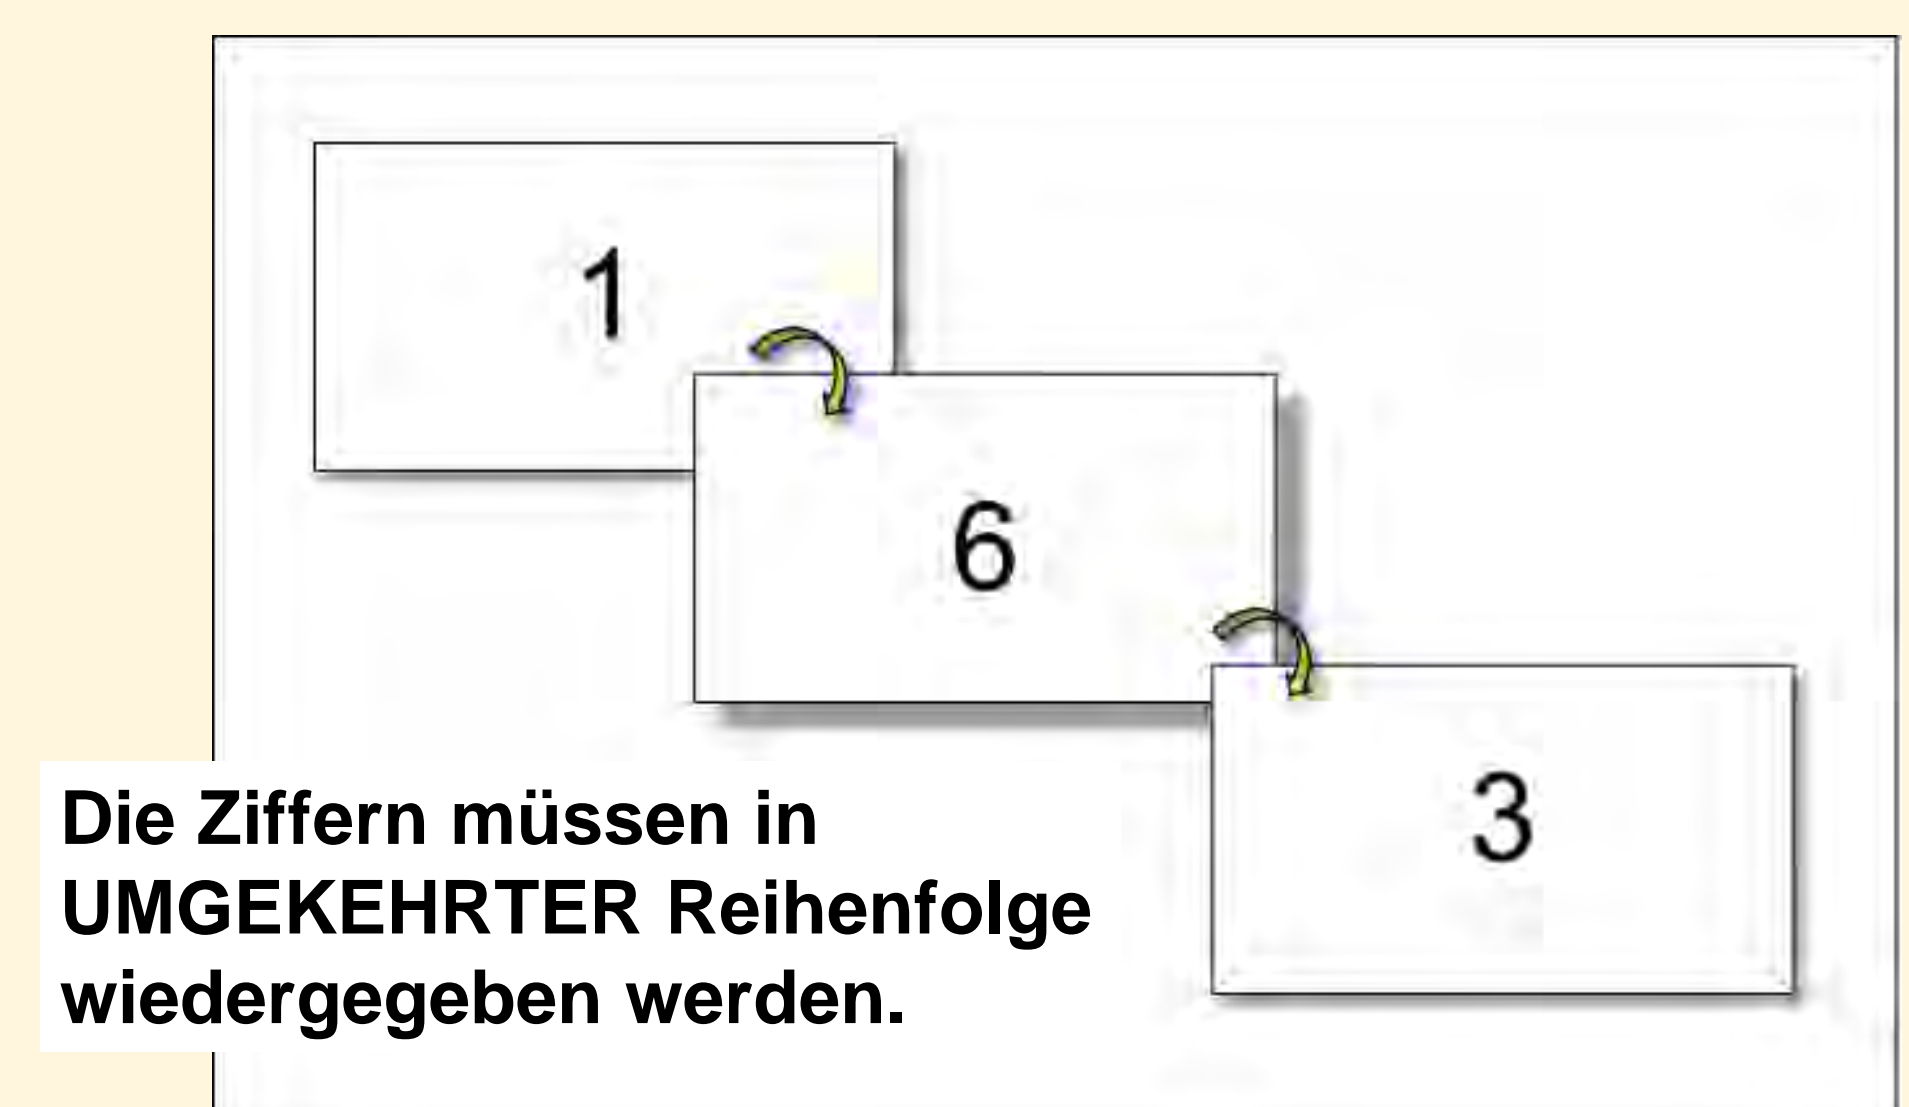 1
6
3
Die Ziffern müssen in
UMGEKEHRTER Reihenfolge
wiedergegeben werden.